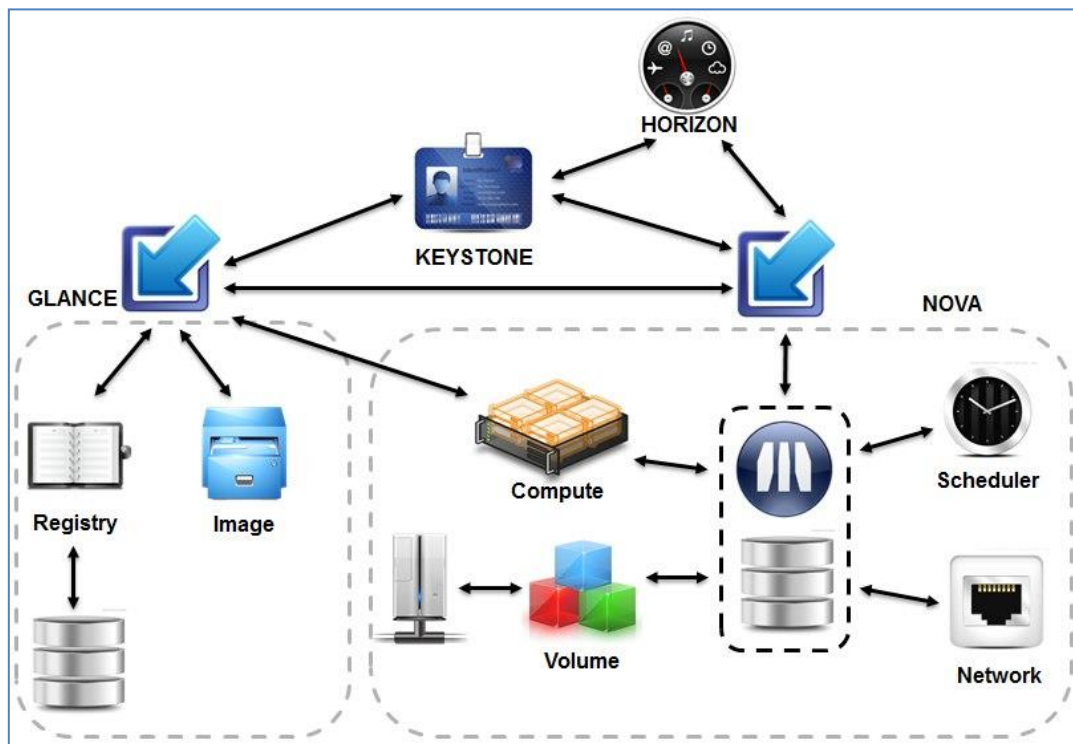 HORIZON
KEYSTONE
GLANCE
NOVA
Scheduler
Compute
Registry
Image
Volume
Network